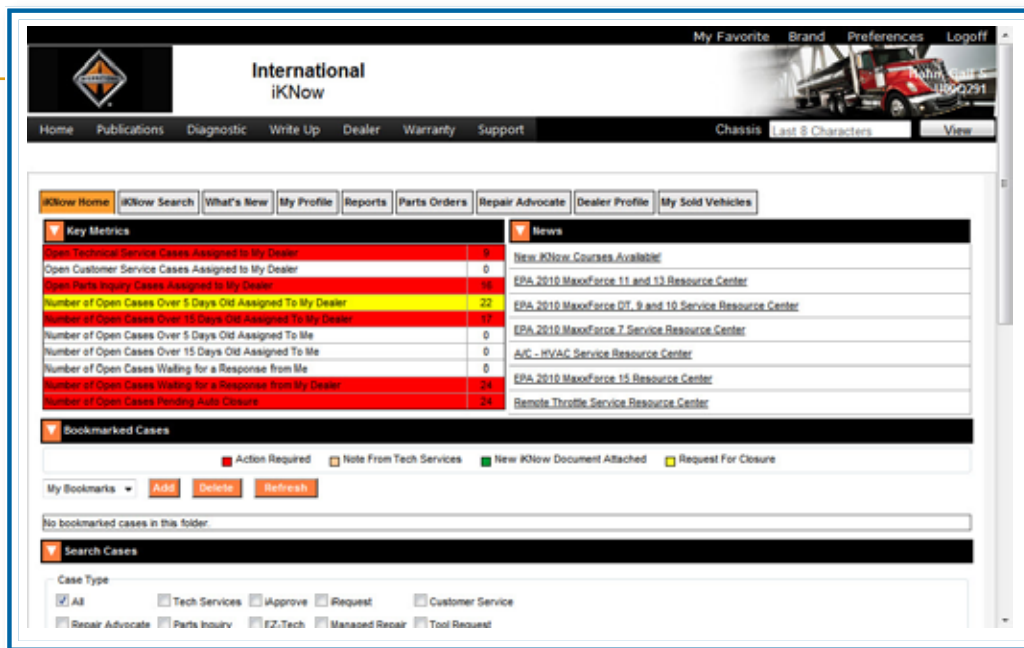 My Favorite Brand Preferences Logoff
International
iKNow
Hahn, Gail S
Home Publications Diagnostic Write Up Dealer Warranty Support Chassis Last 8 Characters View
iKNow Home iKNow Search What's New My Profile Reports Parts Orders Repair Advocate Dealer Profile My Sold Vehicles
Key Metrics
Open Technical Service Cases Assigned to My Dealer 9
Open Customer Service Cases Assigned to My Dealer 0
Open Parts Inquiry Cases Assigned to My Dealer 16
Number of Open Cases Over 5 Days Old Assigned To My Dealer 22
Number of Open Cases Over 15 Days Old Assigned To My Dealer 17
Number of Open Cases Over 5 Days Old Assigned To Me 0
Number of Open Cases Over 15 Days Old Assigned To Me 0
Number of Open Cases Waiting for a Response from Me 0
Number of Open Cases Waiting for a Response from My Dealer 24
Number of Open Cases Pending Auto Closure 24
News
New iKNow Courses Available!
EPA 2010 MaxxForce 11 and 13 Resource Center
EPA 2010 MaxxForce DT, 9 and 10 Service Resource Center
EPA 2010 MaxxForce 7 Service Resource Center
A/C - HVAC Service Resource Center
EPA 2010 MaxxForce 15 Resource Center
Remote Throttle Service Resource Center
Bookmarked Cases
Action Required Note From Tech Services New iKNow Document Attached Request For Closure
My Bookmarks Add Delete Refresh
No bookmarked cases in this folder.
Search Cases
Case Type
All Tech Services iApprove iRequest Customer Service
Repair Advocate Parts Inquiry EZ-Tech Managed Repair Tool Request